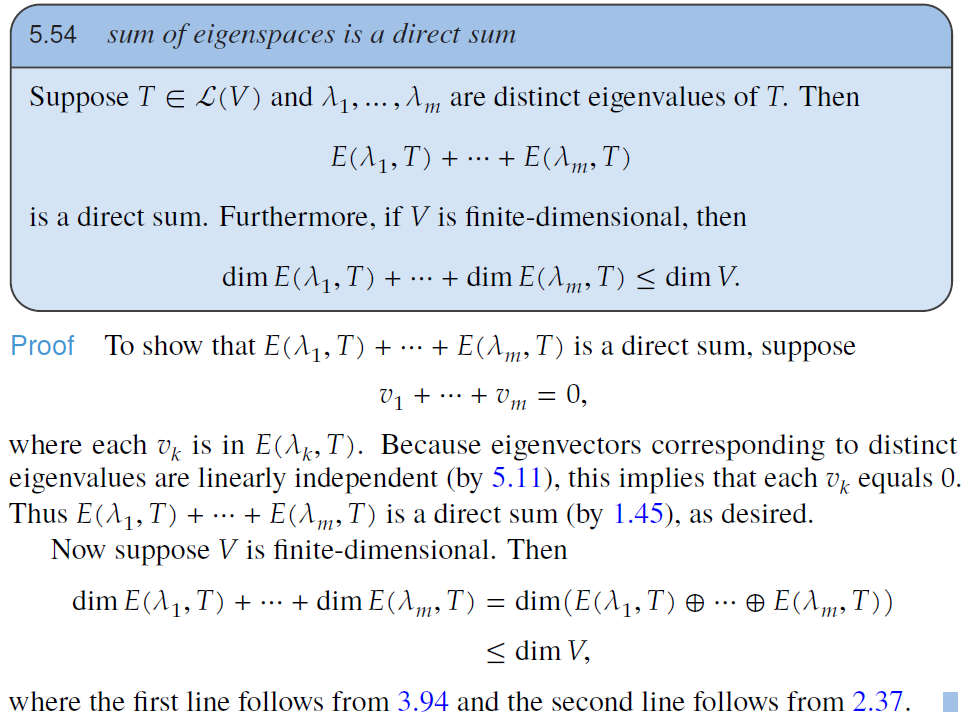 5.54 sum of eigenspaces is a direct sum
Suppose T ∈ ℒ(V) and λ₁, …, λₘ are distinct eigenvalues of T. Then
E(λ₁, T) + ⋯ + E(λₘ, T)
is a direct sum. Furthermore, if V is finite-dimensional, then
dim E(λ₁, T) + ⋯ + dim E(λₘ, T) ≤ dim V.
Proof To show that E(λ₁, T) + ⋯ + E(λₘ, T) is a direct sum, suppose
v₁ + ⋯ + vₘ = 0,
where each vₖ is in E(λₖ, T). Because eigenvectors corresponding to distinct
eigenvalues are linearly independent (by 5.11), this implies that each vₖ equals 0.
Thus E(λ₁, T) + ⋯ + E(λₘ, T) is a direct sum (by 1.45), as desired.
Now suppose V is finite-dimensional. Then
dim E(λ₁, T) + ⋯ + dim E(λₘ, T) = dim(E(λ₁, T) ⊕ ⋯ ⊕ E(λₘ, T))
≤ dim V,
where the first line follows from 3.94 and the second line follows from 2.37.